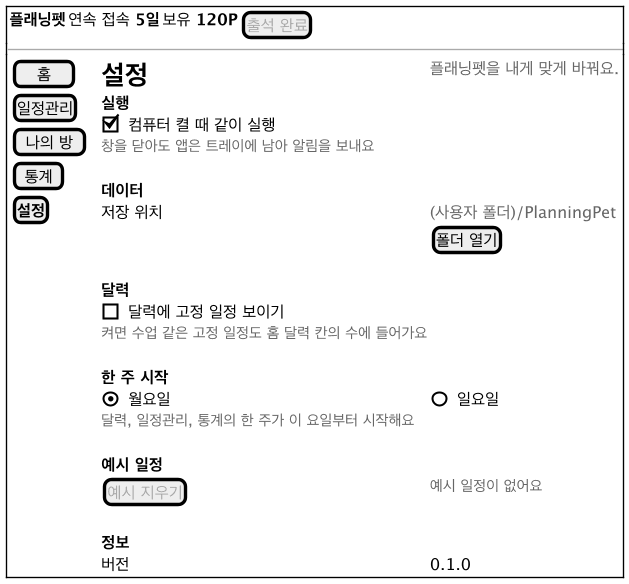 플래닝펫 연속 접속 5일 보유 120P 출석 완료
홈
일정관리
나의 방
통계
설정
설정
플래닝펫을 내게 맞게 바꿔요.
실행
컴퓨터 켤 때 같이 실행
창을 닫아도 앱은 트레이에 남아 알림을 보내요
데이터
저장 위치
(사용자 폴더)/PlanningPet
폴더 열기
달력
달력에 고정 일정 보이기
켜면 수업 같은 고정 일정도 홈 달력 칸의 수에 들어가요
한 주 시작
월요일
일요일
달력, 일정관리, 통계의 한 주가 이 요일부터 시작해요
예시 일정
예시 지우기
예시 일정이 없어요
정보
버전
0.1.0